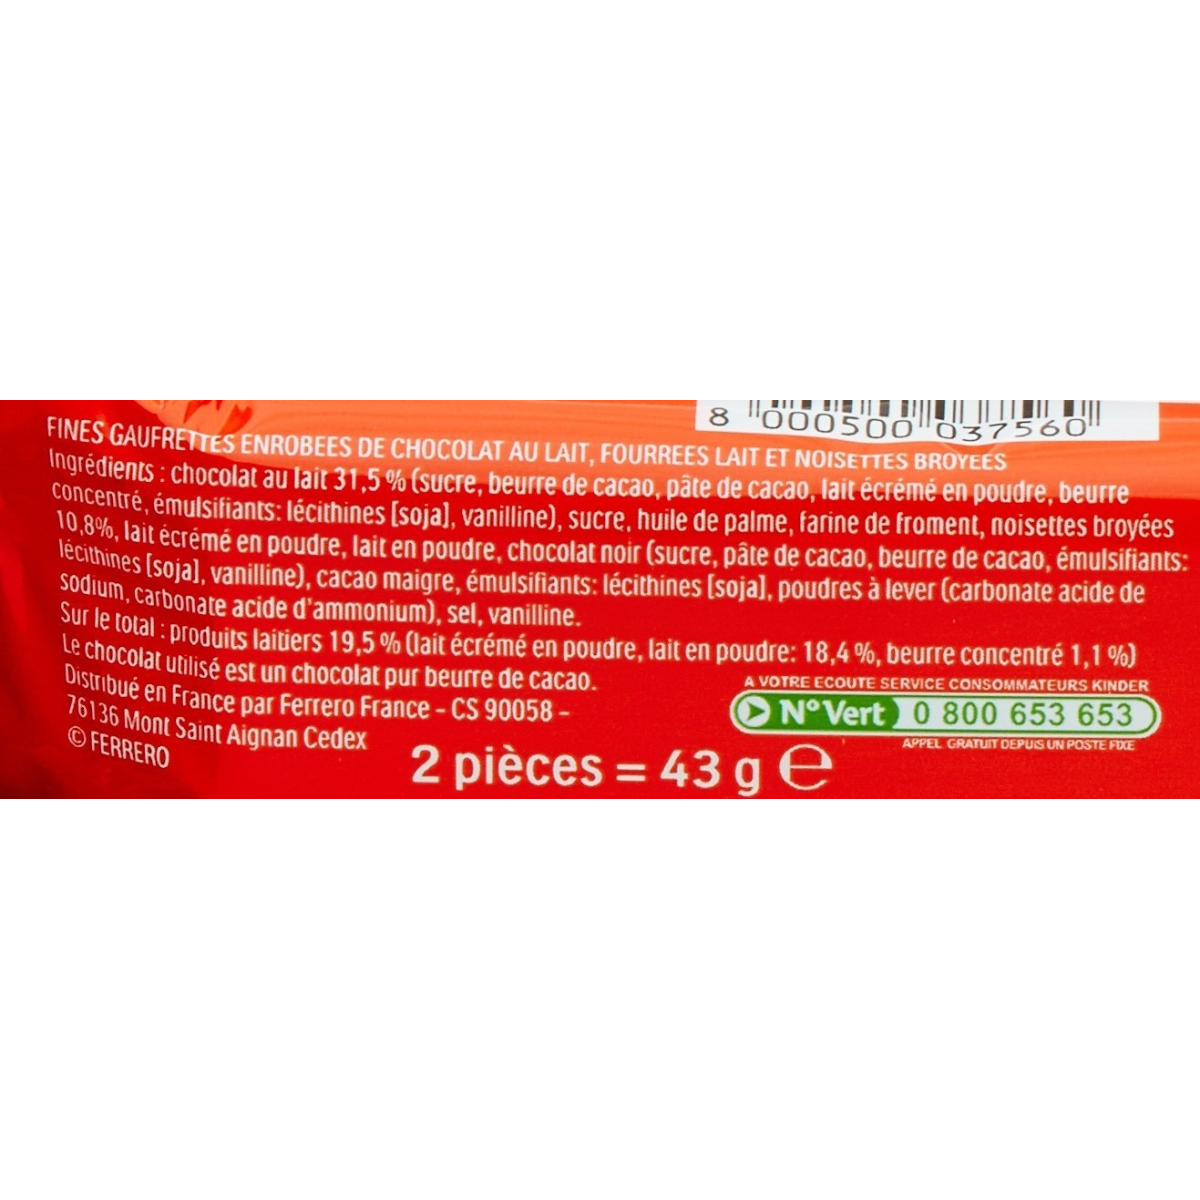 8 000500 037560
FINES GAUFRETTES ENROBEES DE CHOCOLAT AU LAIT, FOURREES LAIT ET NOISETTES BROYEES
Ingrédients : chocolat au lait 31,5 % (sucre, beurre de cacao, pâte de cacao, lait écrémé en poudre, beurre
concentré, émulsifiants: lécithines [soja], vanilline), sucre, huile de palme, farine de froment, noisettes broyées
10,8%, lait écrémé en poudre, lait en poudre, chocolat noir (sucre, pâte de cacao, beurre de cacao, émulsifiants:
lécithines [soja], vanilline), cacao maigre, émulsifiants: lécithines [soja], poudres à lever (carbonate acide de
sodium, carbonate acide d'ammonium), sel, vanilline.
Sur le total : produits laitiers 19,5 % (lait écrémé en poudre, lait en poudre: 18,4 %, beurre concentré 1,1 %)
Le chocolat utilisé est un chocolat pur beurre de cacao.
Distribué en France par Ferrero France - CS 90058 -
76136 Mont Saint Aignan Cedex
© FERRERO
A VOTRE ECOUTE SERVICE CONSOMMATEURS KINDER
N° Vert 0 800 653 653
APPEL GRATUIT DEPUIS UN POSTE FIXE
2 pièces = 43 g e